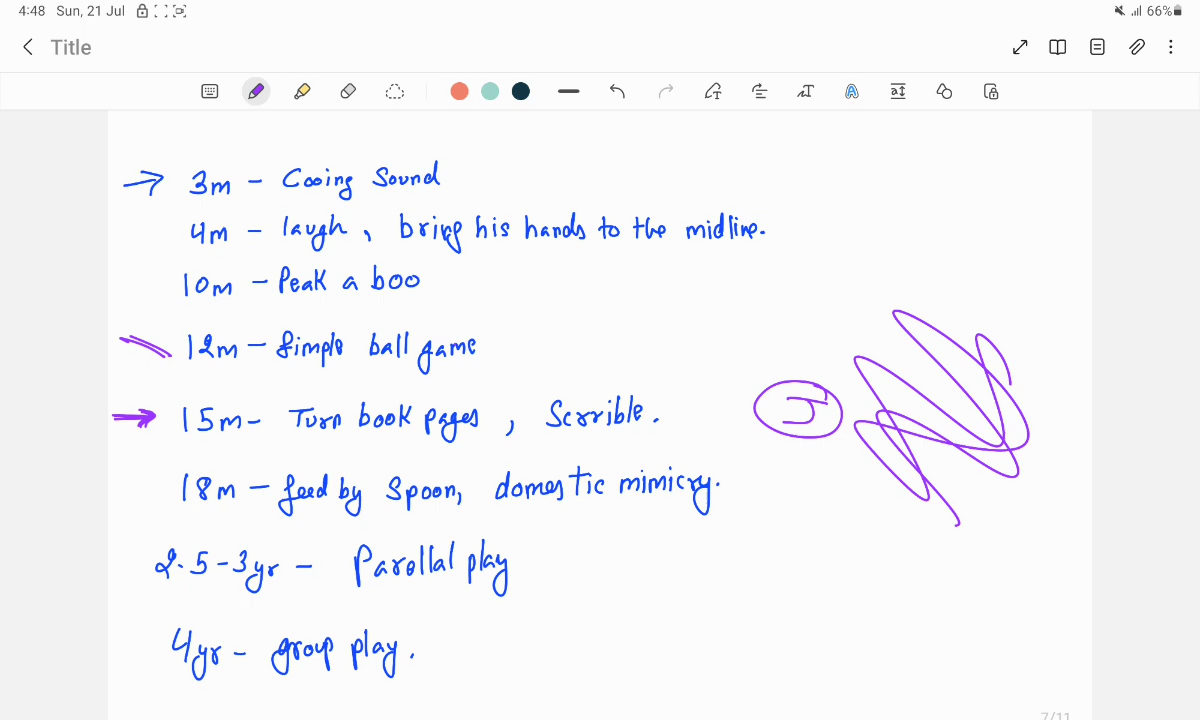 4:48 Sun, 21 Jul 66%
Title
→ 3m - Cooing Sound
4m - laugh, bring his hands to the midline.
10m - Peak a boo
12m - Simple ball game
→ 15m- Turn book pages, Scrrible.
18m - feed by Spoon, domestic mimicry.
2.5-3yr - Parollal play
4yr - group play.
7/11